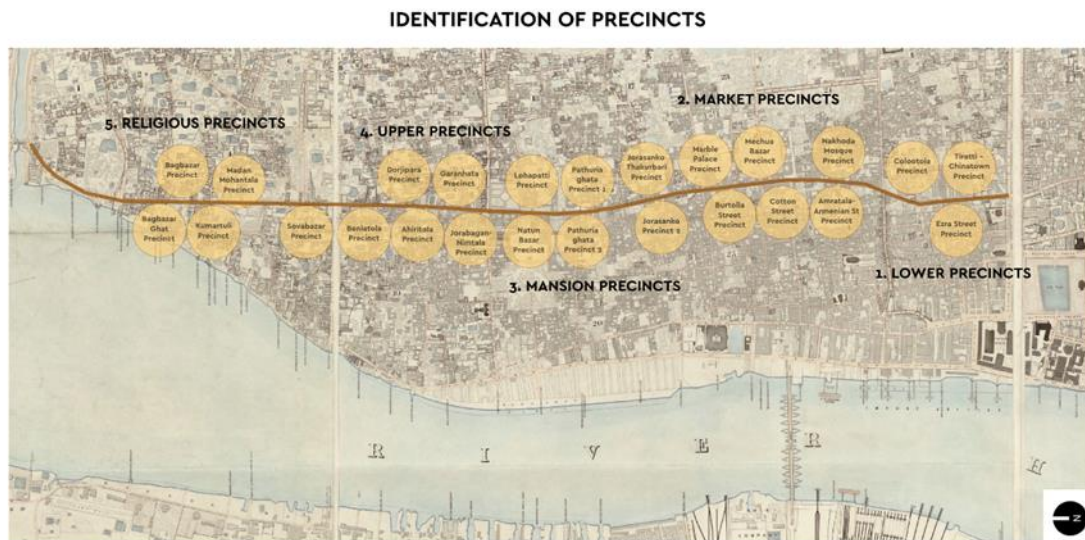 IDENTIFICATION OF PRECINCTS
2. MARKET PRECINCTS
5. RELIGIOUS PRECINCTS
4. UPPER PRECINCTS
Bagbazar
Precinct
Madan
Mohantala
Precinct
Dorjipara
Precinct
Garanhata
Precinct
Lohapatti
Precinct
Pathuria
ghata
Precinct 1
Jorasanko
Thakurbari
Precinct
Marble
Palace
Precinct
Mechua
Bazar
Precinct
Nakhoda
Mosque
Precinct
Colootola
Precinct
Tiretti -
Chinatown
Precinct
Bagbazar
Ghat
Precinct
Kumartuli
Precinct
Sovabazar
Precinct
Beniatola
Precinct
Ahiritola
Precinct
Jorabagan-
Nimtala
Precinct
Natun
Bazar
Precinct
Pathuria
ghata
Precinct 2
Jorasanko
Precinct 2
Burtolla
Street
Precinct
Cotton
Street
Precinct
Amratala-
Armenian St
Precinct
Ezra Street
Precinct
1. LOWER PRECINCTS
3. MANSION PRECINCTS
R I V E R H
N